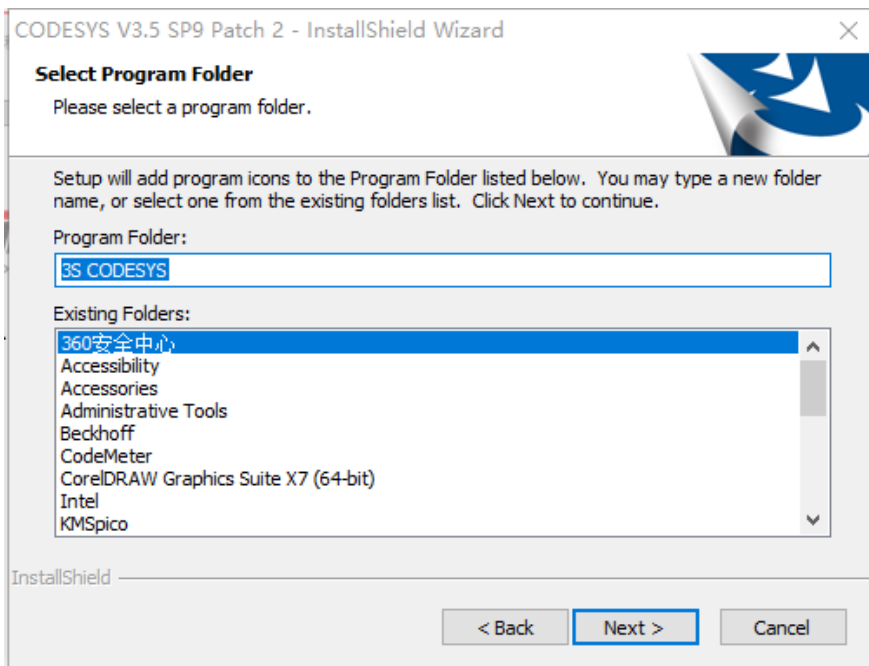 CODESYS V3.5 SP9 Patch 2 - InstallShield Wizard
Select Program Folder
Please select a program folder.
Setup will add program icons to the Program Folder listed below.  You may type a new folder
name, or select one from the existing folders list.  Click Next to continue.
Program Folder:
3S CODESYS
Existing Folders:
360安全中心
Accessibility
Accessories
Administrative Tools
Beckhoff
CodeMeter
CorelDRAW Graphics Suite X7 (64-bit)
Intel
KMSpico
InstallShield
< Back
Next >
Cancel